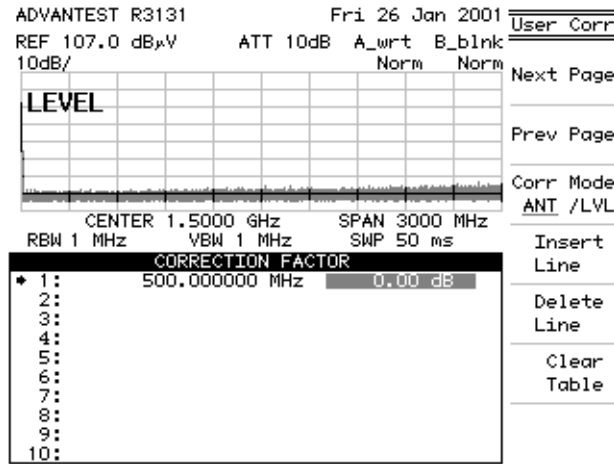 ADVANTEST R3131 Fri 26 Jan 2001
REF 107.0 dBμV ATT 10dB A_wrt B_blnk
10dB/ Norm Norm
LEVEL
CENTER 1.5000 GHz SPAN 3000 MHz
RBW 1 MHz VBW 1 MHz SWP 50 ms
CORRECTION FACTOR
1: 500.000000 MHz 0.00 dB
2:
3:
4:
5:
6:
7:
8:
9:
10:
User Corr
Next Page
Prev Page
Corr Mode
ANT /LVL
Insert
Line
Delete
Line
Clear
Table